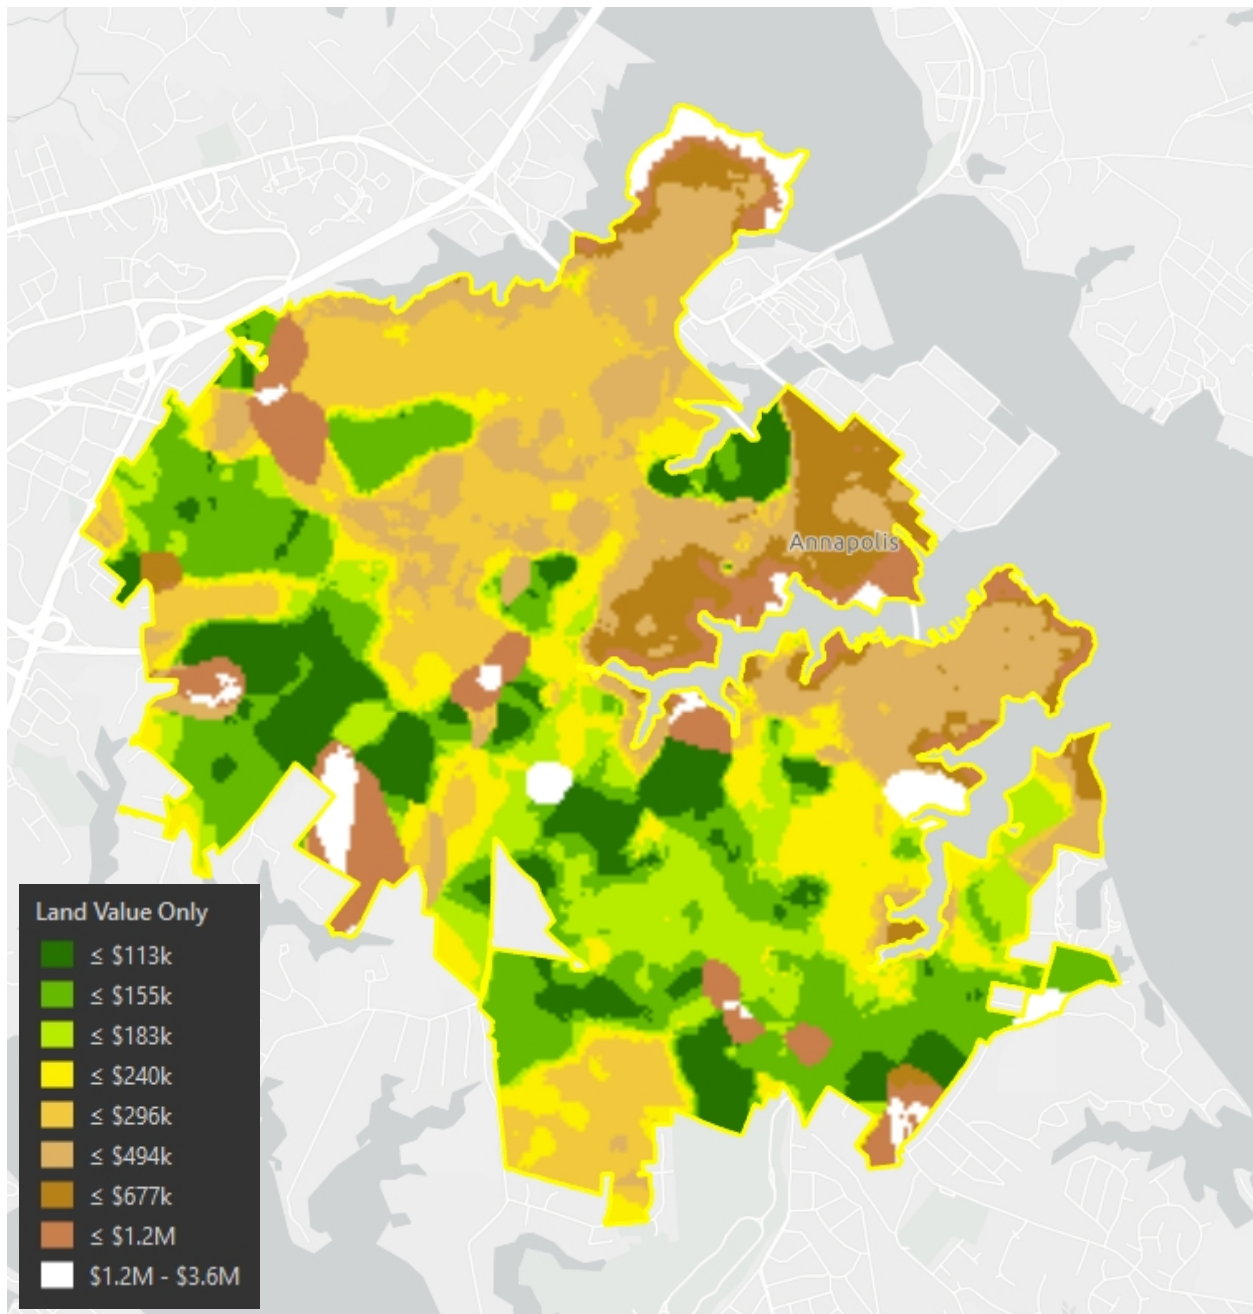 Annapolis
Land Value Only
≤ $113k
≤ $155k
≤ $183k
≤ $240k
≤ $296k
≤ $494k
≤ $677k
≤ $1.2M
$1.2M - $3.6M